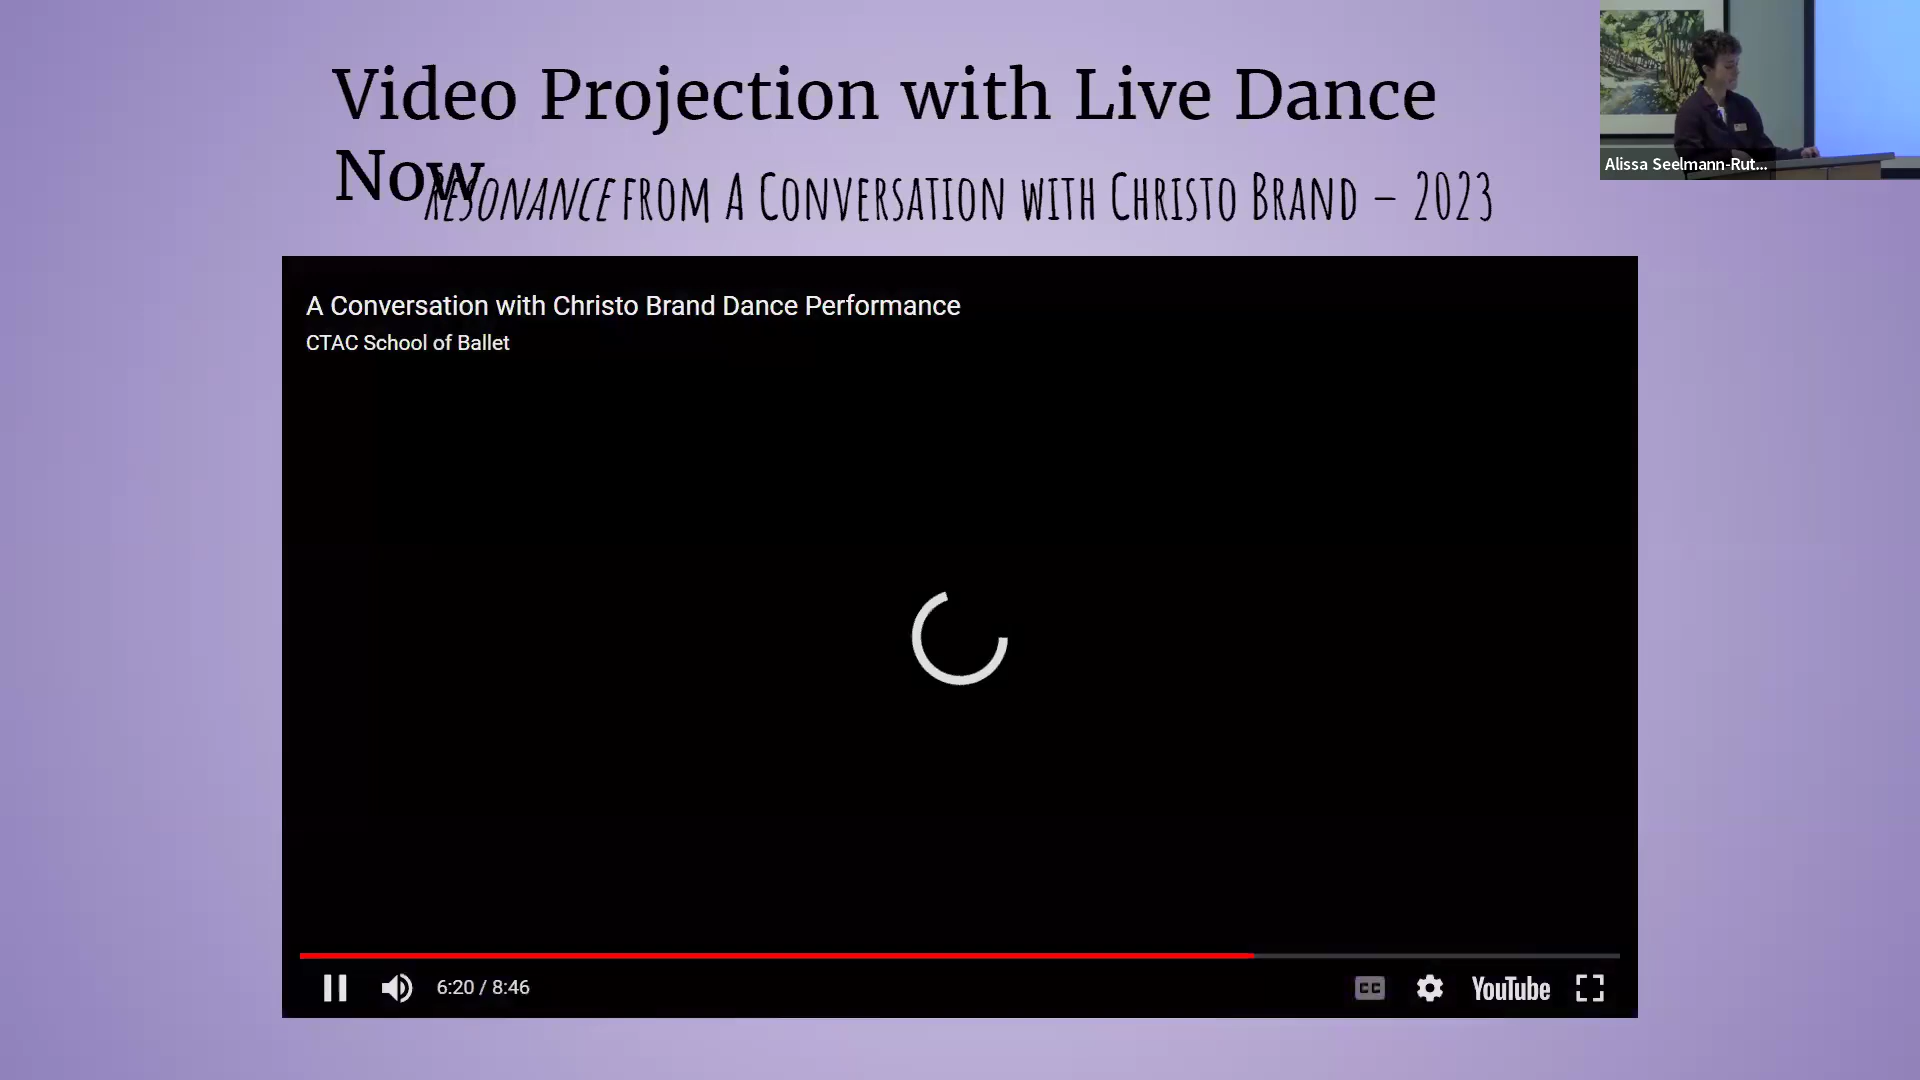 Video Projection with Live Dance
Now
Resonance from A Conversation with Christo Brand – 2023
Alissa Seelmann-Rut...
A Conversation with Christo Brand Dance Performance
CTAC School of Ballet
6:20 / 8:46
CC
YouTube